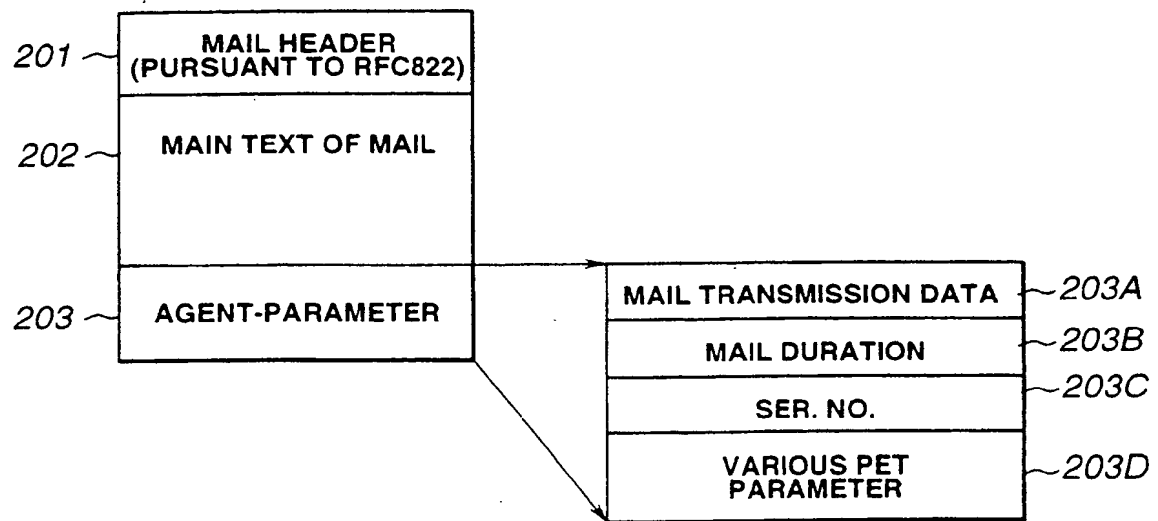 201
MAIL HEADER
(PURSUANT TO RFC822)
202
MAIN TEXT OF MAIL
203
AGENT-PARAMETER
MAIL TRANSMISSION DATA
203A
MAIL DURATION
203B
SER. NO.
203C
VARIOUS PET
PARAMETER
203D